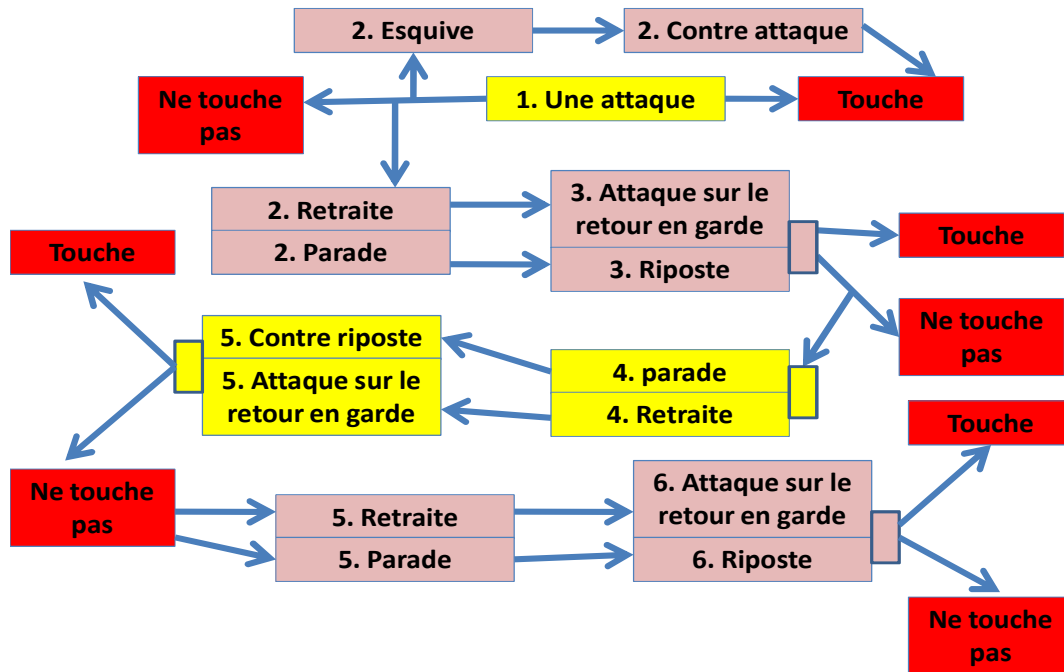 2. Esquive
2. Contre attaque
Ne touche
pas
1. Une attaque
Touche
2. Retraite
2. Parade
3. Attaque sur le
retour en garde
3. Riposte
Touche
Touche
Ne touche
pas
5. Contre riposte
5. Attaque sur le
retour en garde
4. parade
4. Retraite
Touche
Ne touche
pas
5. Retraite
5. Parade
6. Attaque sur le
retour en garde
6. Riposte
Ne touche
pas